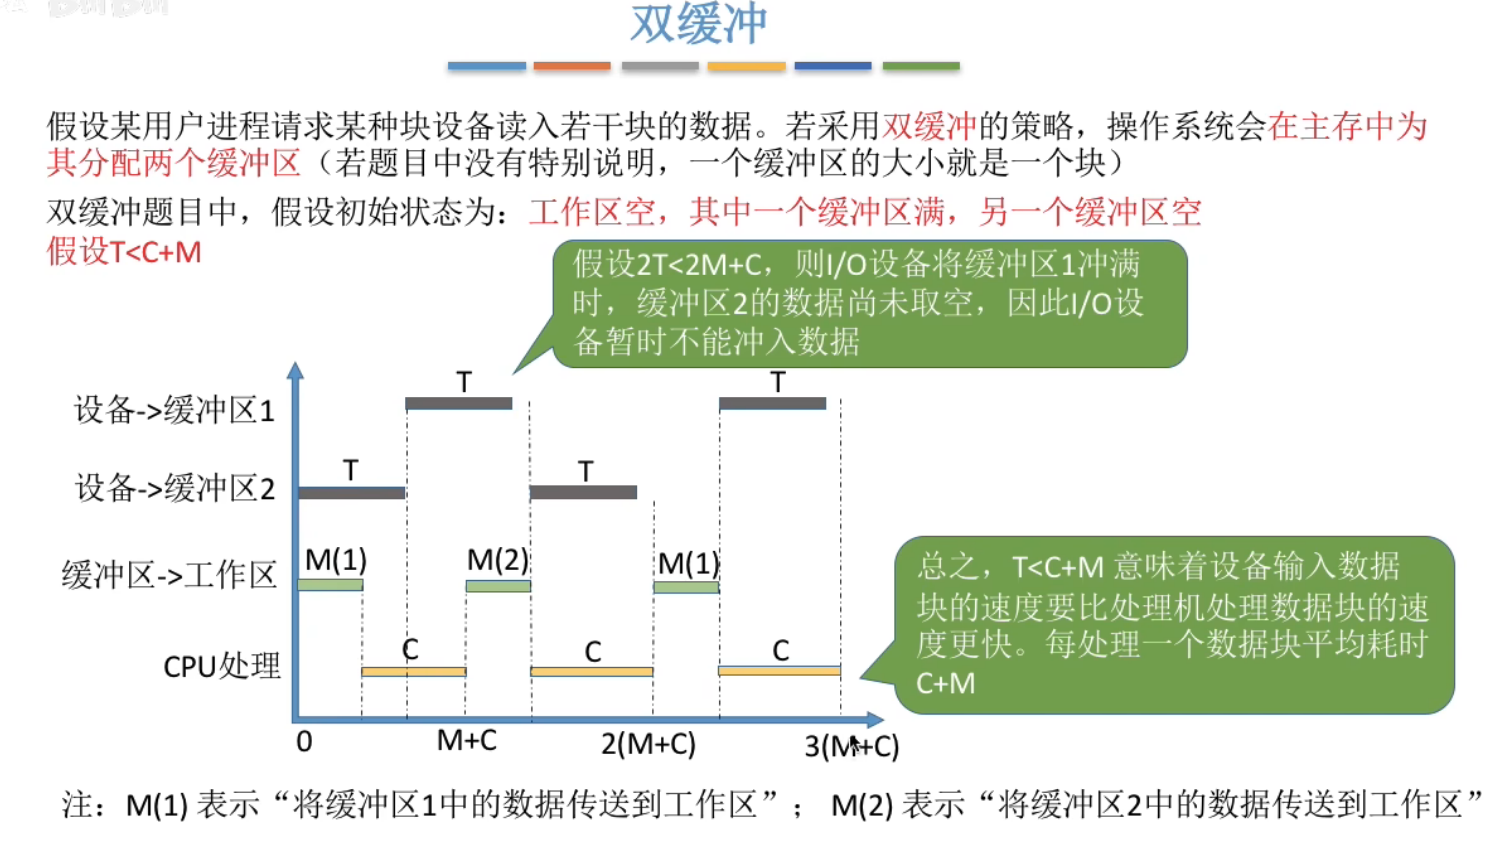 双缓冲
假设某用户进程请求某种块设备读入若干块的数据。若采用双缓冲的策略，操作系统会在主存中为
其分配两个缓冲区（若题目中没有特别说明，一个缓冲区的大小就是一个块）
双缓冲题目中，假设初始状态为：工作区空，其中一个缓冲区满，另一个缓冲区空
假设T<C+M
假设2T<2M+C，则I/O设备将缓冲区1冲满
时，缓冲区2的数据尚未取空，因此I/O设
备暂时不能冲入数据
T
T
设备->缓冲区1
T
T
设备->缓冲区2
M(1)
M(2)
M(1)
缓冲区->工作区
C
C
C
CPU处理
总之，T<C+M 意味着设备输入数据
块的速度要比处理机处理数据块的速
度更快。每处理一个数据块平均耗时
C+M
0
M+C
2(M+C)
3(M+C)
注：M(1) 表示“将缓冲区1中的数据传送到工作区”； M(2) 表示“将缓冲区2中的数据传送到工作区”